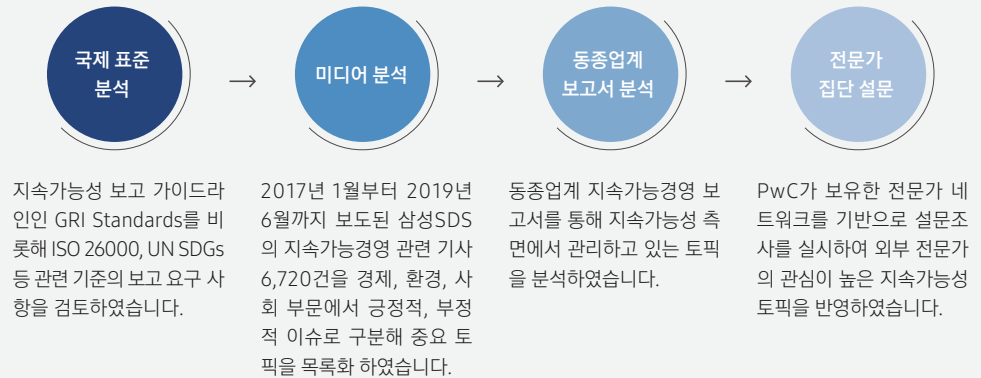 국제 표준
분석
→
미디어 분석
→
동종업계
보고서 분석
→
전문가
집단 설문
지속가능성 보고 가이드라
인인 GRI Standards를 비
롯해 ISO 26000, UN SDGs
등 관련 기준의 보고 요구 사
항을 검토하였습니다.
2017년 1월부터 2019년
6월까지 보도된 삼성SDS
의 지속가능경영 관련 기사
6,720건을 경제, 환경, 사
회 부문에서 긍정적, 부정
적 이슈로 구분해 중요 토
픽을 목록화 하였습니다.
동종업계 지속가능경영 보
고서를 통해 지속가능성 측
면에서 관리하고 있는 토픽
을 분석하였습니다.
PwC가 보유한 전문가 네
트워크를 기반으로 설문조
사를 실시하여 외부 전문가
의 관심이 높은 지속가능성
토픽을 반영하였습니다.